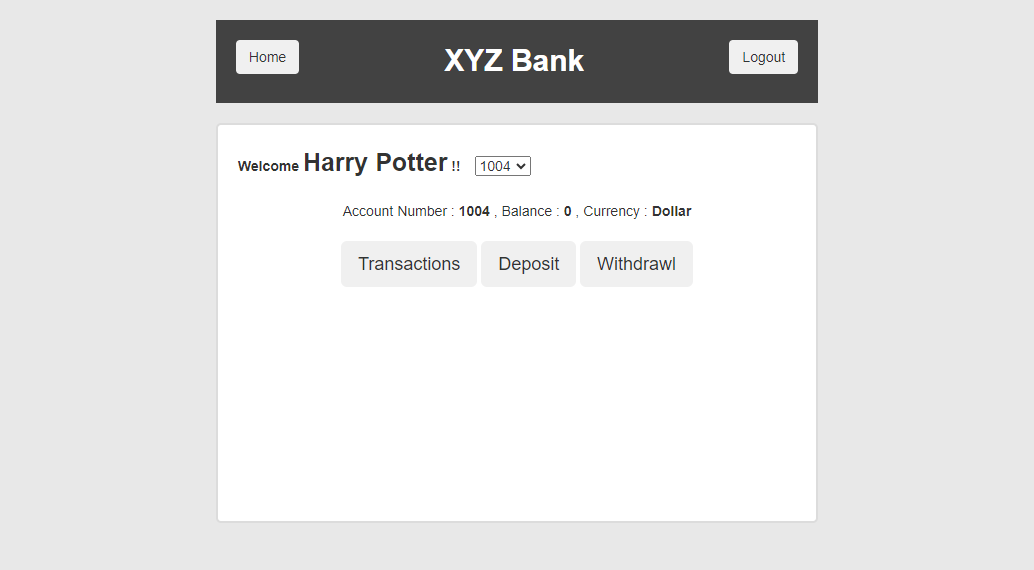 Home XYZ Bank Logout
Welcome Harry Potter !! 1004
Account Number : 1004 , Balance : 0 , Currency : Dollar
Transactions Deposit Withdrawl